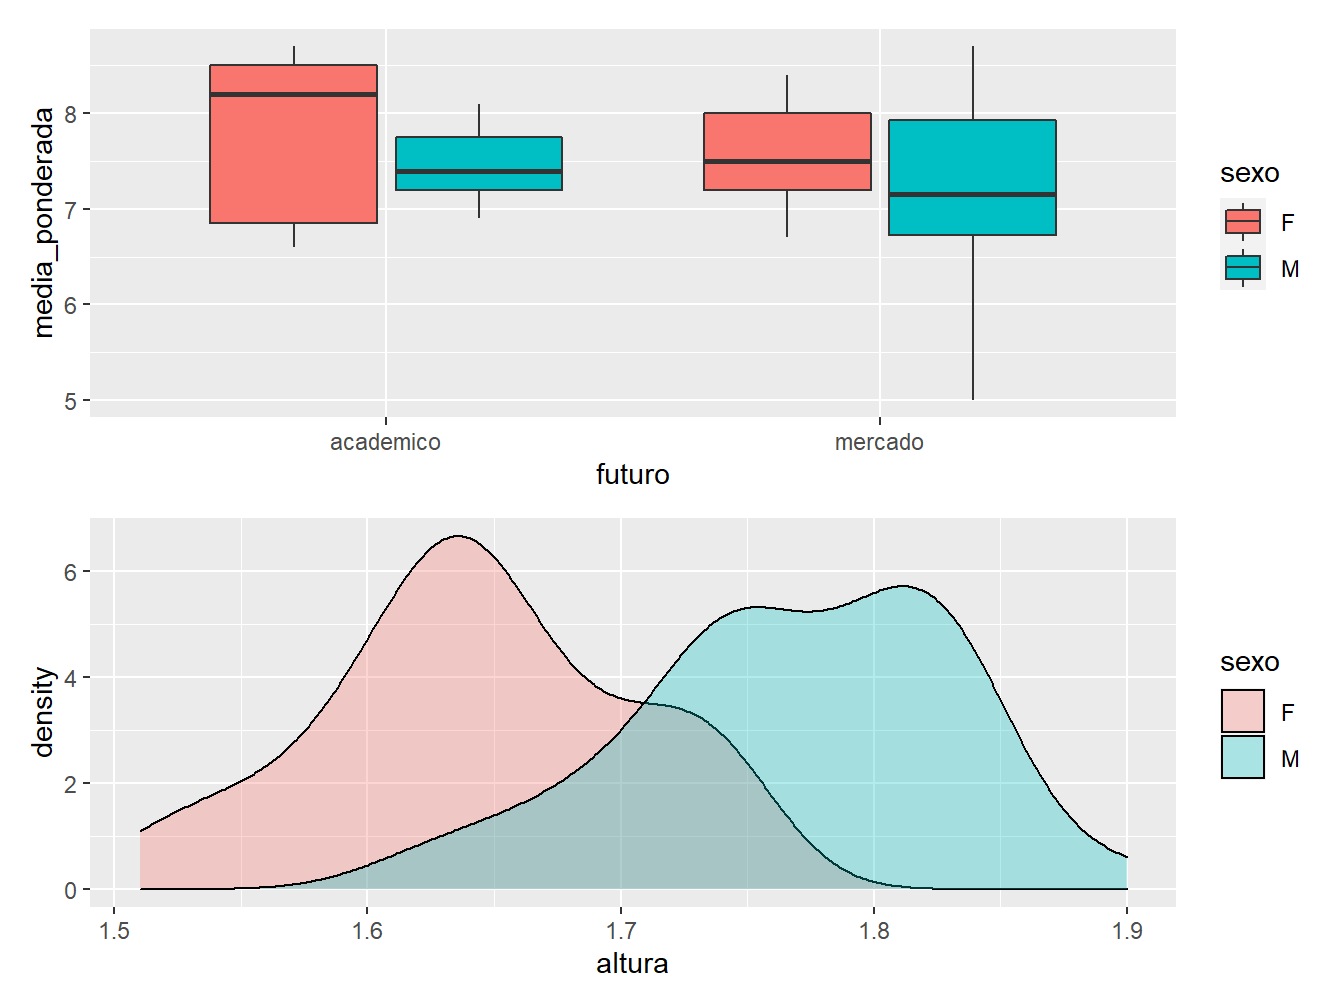 media_ponderada
8
7
6
5
academico mercado
futuro
sexo
F
M
density
6
4
2
0
1.5 1.6 1.7 1.8 1.9
altura
sexo
F
M